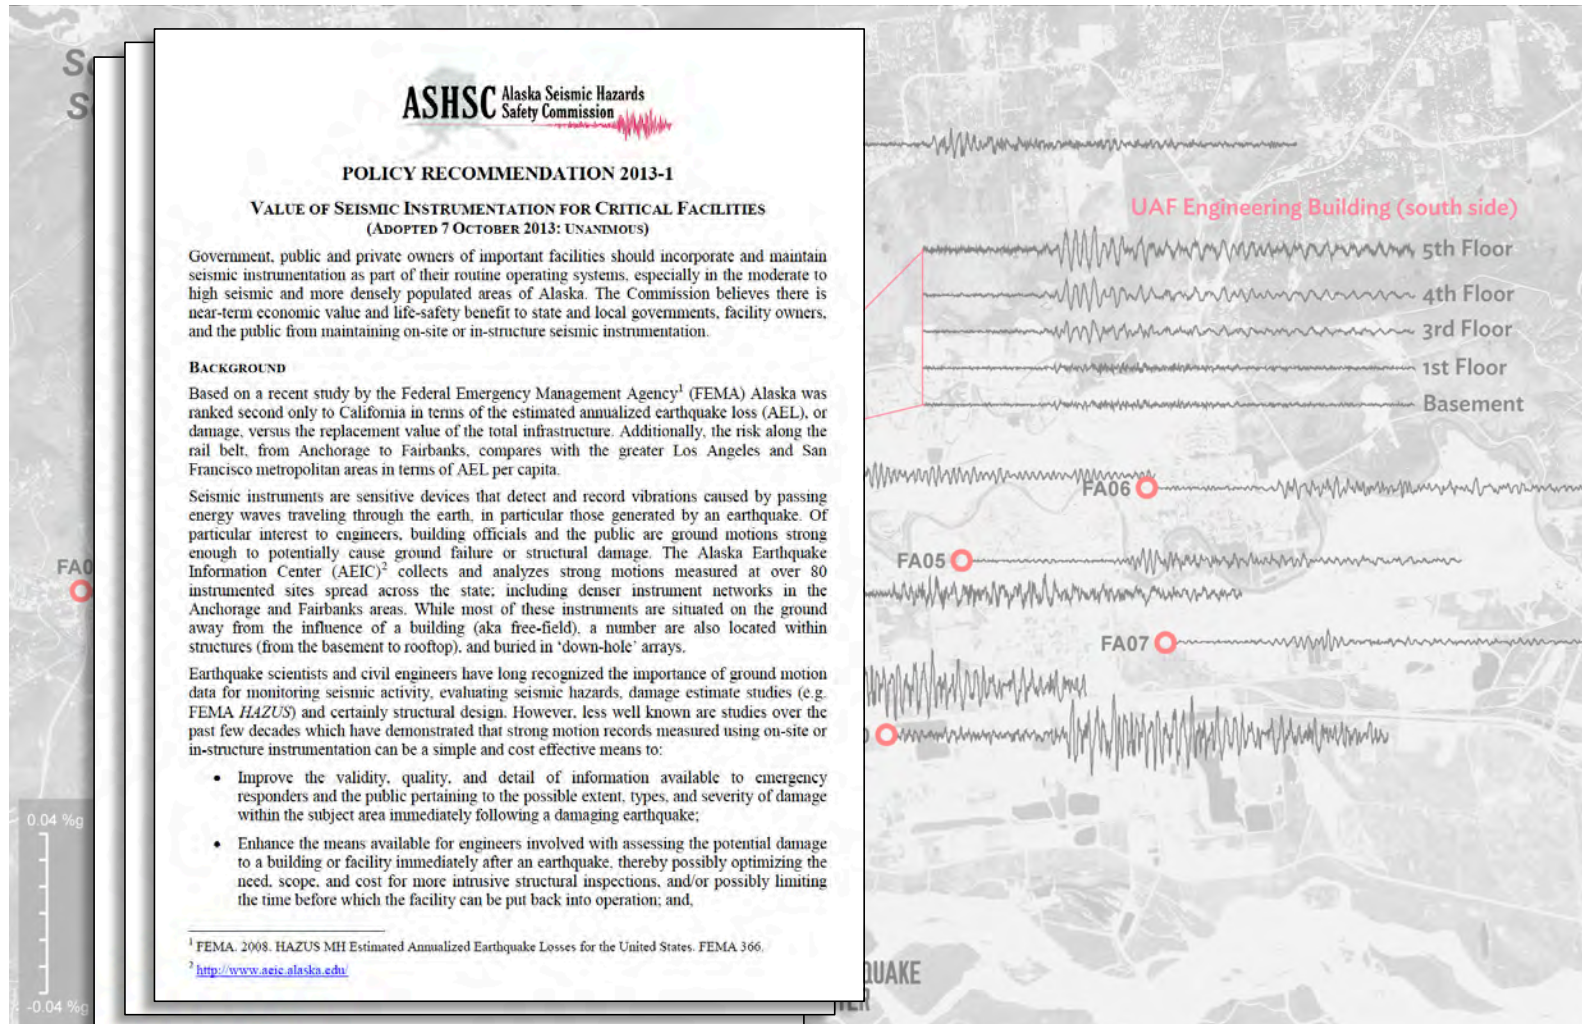 ASHSC Alaska Seismic Hazards
Safety Commission
POLICY RECOMMENDATION 2013-1
VALUE OF SEISMIC INSTRUMENTATION FOR CRITICAL FACILITIES
(ADOPTED 7 OCTOBER 2013: UNANIMOUS)
Government, public and private owners of important facilities should incorporate and maintain
seismic instrumentation as part of their routine operating systems, especially in the moderate to
high seismic and more densely populated areas of Alaska. The Commission believes there is
near-term economic value and life-safety benefit to state and local governments, facility owners,
and the public from maintaining on-site or in-structure seismic instrumentation.
BACKGROUND
Based on a recent study by the Federal Emergency Management Agency¹ (FEMA) Alaska was
ranked second only to California in terms of the estimated annualized earthquake loss (AEL), or
damage, versus the replacement value of the total infrastructure. Additionally, the risk along the
rail belt, from Anchorage to Fairbanks, compares with the greater Los Angeles and San
Francisco metropolitan areas in terms of AEL per capita.
Seismic instruments are sensitive devices that detect and record vibrations caused by passing
energy waves traveling through the earth, in particular those generated by an earthquake. Of
particular interest to engineers, building officials and the public are ground motions strong
enough to potentially cause ground failure or structural damage. The Alaska Earthquake
Information Center (AEIC)² collects and analyzes strong motions measured at over 80
instrumented sites spread across the state; including denser instrument networks in the
Anchorage and Fairbanks areas. While most of these instruments are situated on the ground
away from the influence of a building (aka free-field), a number are also located within
structures (from the basement to rooftop), and buried in ‘down-hole’ arrays.
Earthquake scientists and civil engineers have long recognized the importance of ground motion
data for monitoring seismic activity, evaluating seismic hazards, damage estimate studies (e.g.
FEMA HAZUS) and certainly structural design. However, less well known are studies over the
past few decades which have demonstrated that strong motion records measured using on-site or
in-structure instrumentation can be a simple and cost effective means to:
• Improve the validity, quality, and detail of information available to emergency
responders and the public pertaining to the possible extent, types, and severity of damage
within the subject area immediately following a damaging earthquake;
• Enhance the means available for engineers involved with assessing the potential damage
to a building or facility immediately after an earthquake, thereby possibly optimizing the
need, scope, and cost for more intrusive structural inspections, and/or possibly limiting
the time before which the facility can be put back into operation; and,
¹ FEMA. 2008. HAZUS MH Estimated Annualized Earthquake Losses for the United States. FEMA 366.
² http://www.aeic.alaska.edu/
UAF Engineering Building (south side)
5th Floor
4th Floor
3rd Floor
1st Floor
Basement
FA06
FA05
FA07
FA0
0.04 %g
-0.04 %g
QUAKE
TER